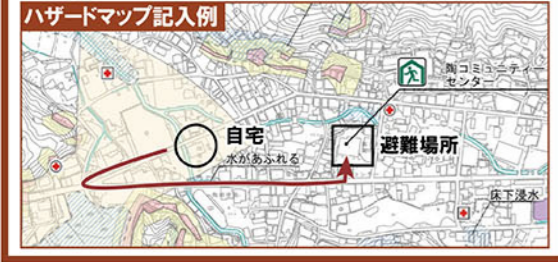 ハザードマップ記入例
陶コミュニティー
センター
自宅
水があふれる
避難場所
床下浸水